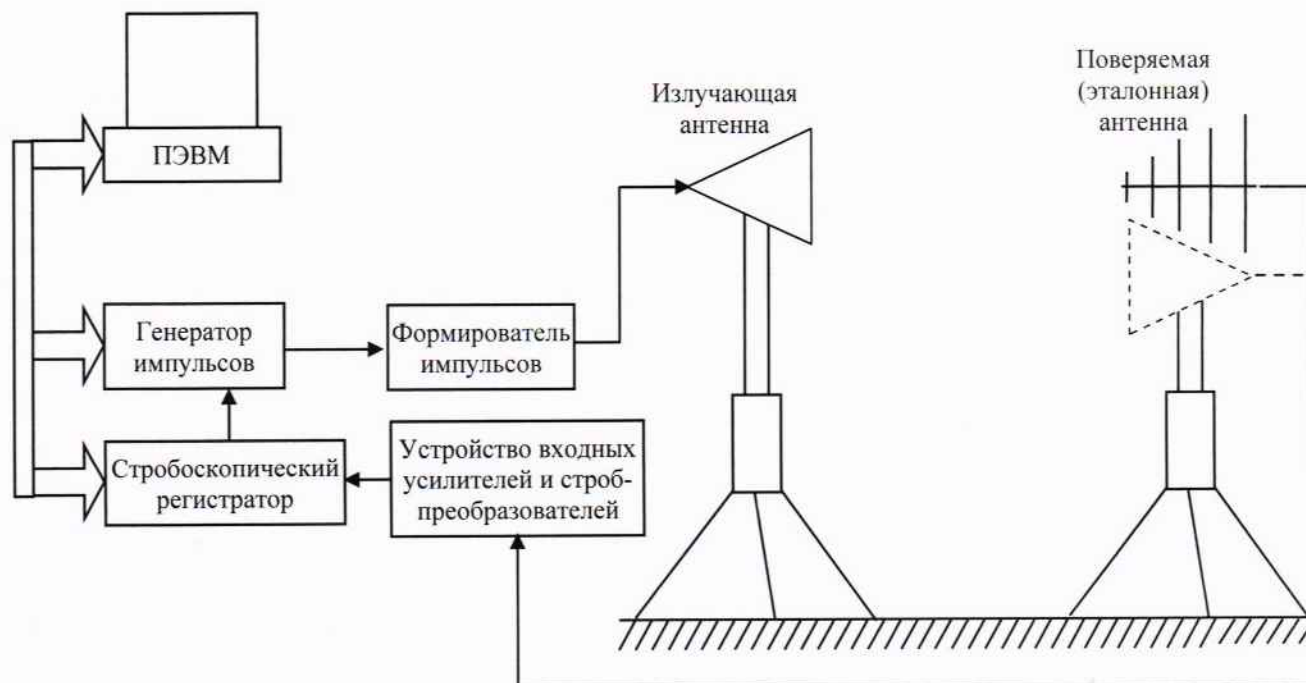 Излучающая
антенна
Поверяемая
(эталонная)
антенна
ПЭВМ
Генератор
импульсов
Формирователь
импульсов
Стробоскопический
регистратор
Устройство входных
усилителей и строб-
преобразователей